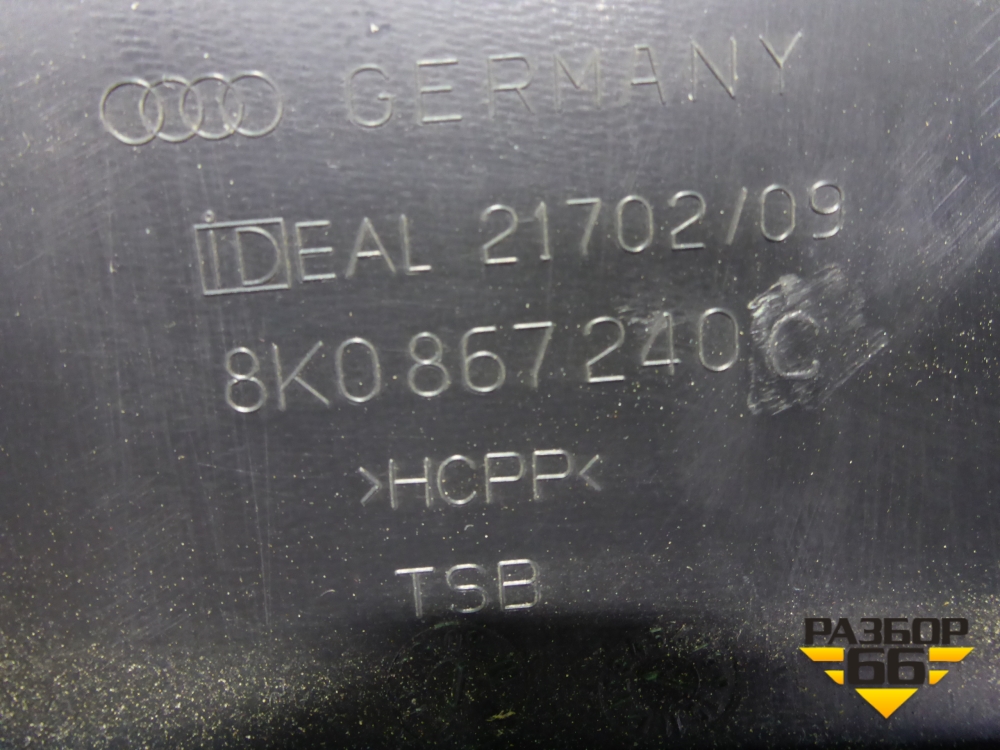 GERMANY
iDEAL 21702/09
8K0 867 240 C
>HCPP<
TSB
РАЗБОР
66